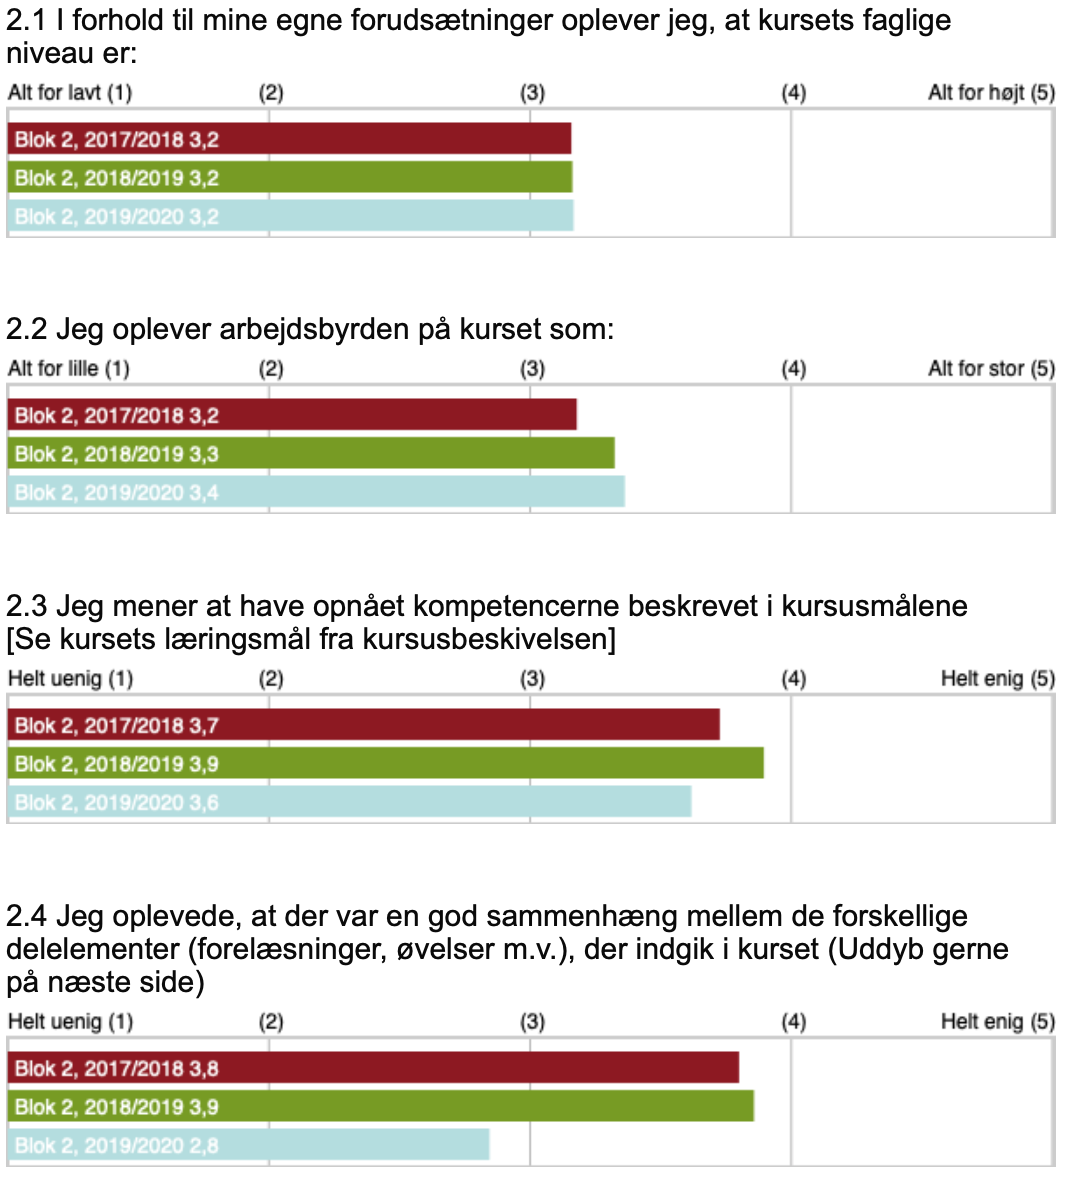 2.1 I forhold til mine egne forudsætninger oplever jeg, at kursets faglige
niveau er:
Alt for lavt (1) (2) (3) (4) Alt for højt (5)
Blok 2, 2017/2018 3,2
Blok 2, 2018/2019 3,2
Blok 2, 2019/2020 3,2
2.2 Jeg oplever arbejdsbyrden på kurset som:
Alt for lille (1) (2) (3) (4) Alt for stor (5)
Blok 2, 2017/2018 3,2
Blok 2, 2018/2019 3,3
Blok 2, 2019/2020 3,4
2.3 Jeg mener at have opnået kompetencerne beskrevet i kursusmålene
[Se kursets læringsmål fra kursusbeskivelsen]
Helt uenig (1) (2) (3) (4) Helt enig (5)
Blok 2, 2017/2018 3,7
Blok 2, 2018/2019 3,9
Blok 2, 2019/2020 3,6
2.4 Jeg oplevede, at der var en god sammenhæng mellem de forskellige
delelementer (forelæsninger, øvelser m.v.), der indgik i kurset (Uddyb gerne
på næste side)
Helt uenig (1) (2) (3) (4) Helt enig (5)
Blok 2, 2017/2018 3,8
Blok 2, 2018/2019 3,9
Blok 2, 2019/2020 2,8